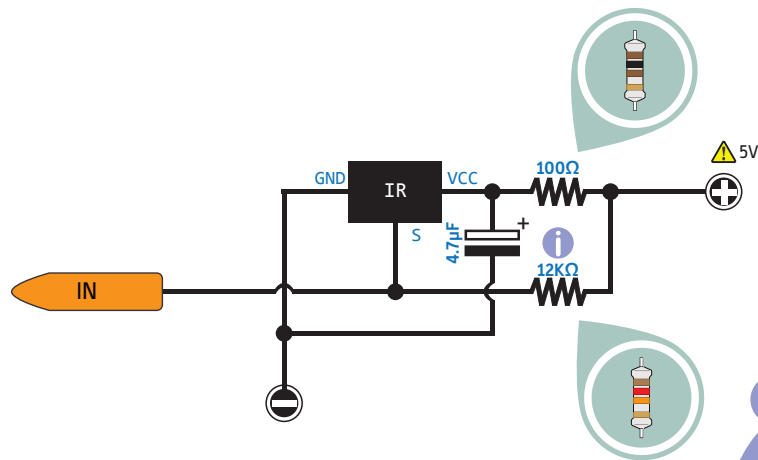 100Ω
5V
GND
IR
VCC
S
4.7µF
+
i
12KΩ
IN